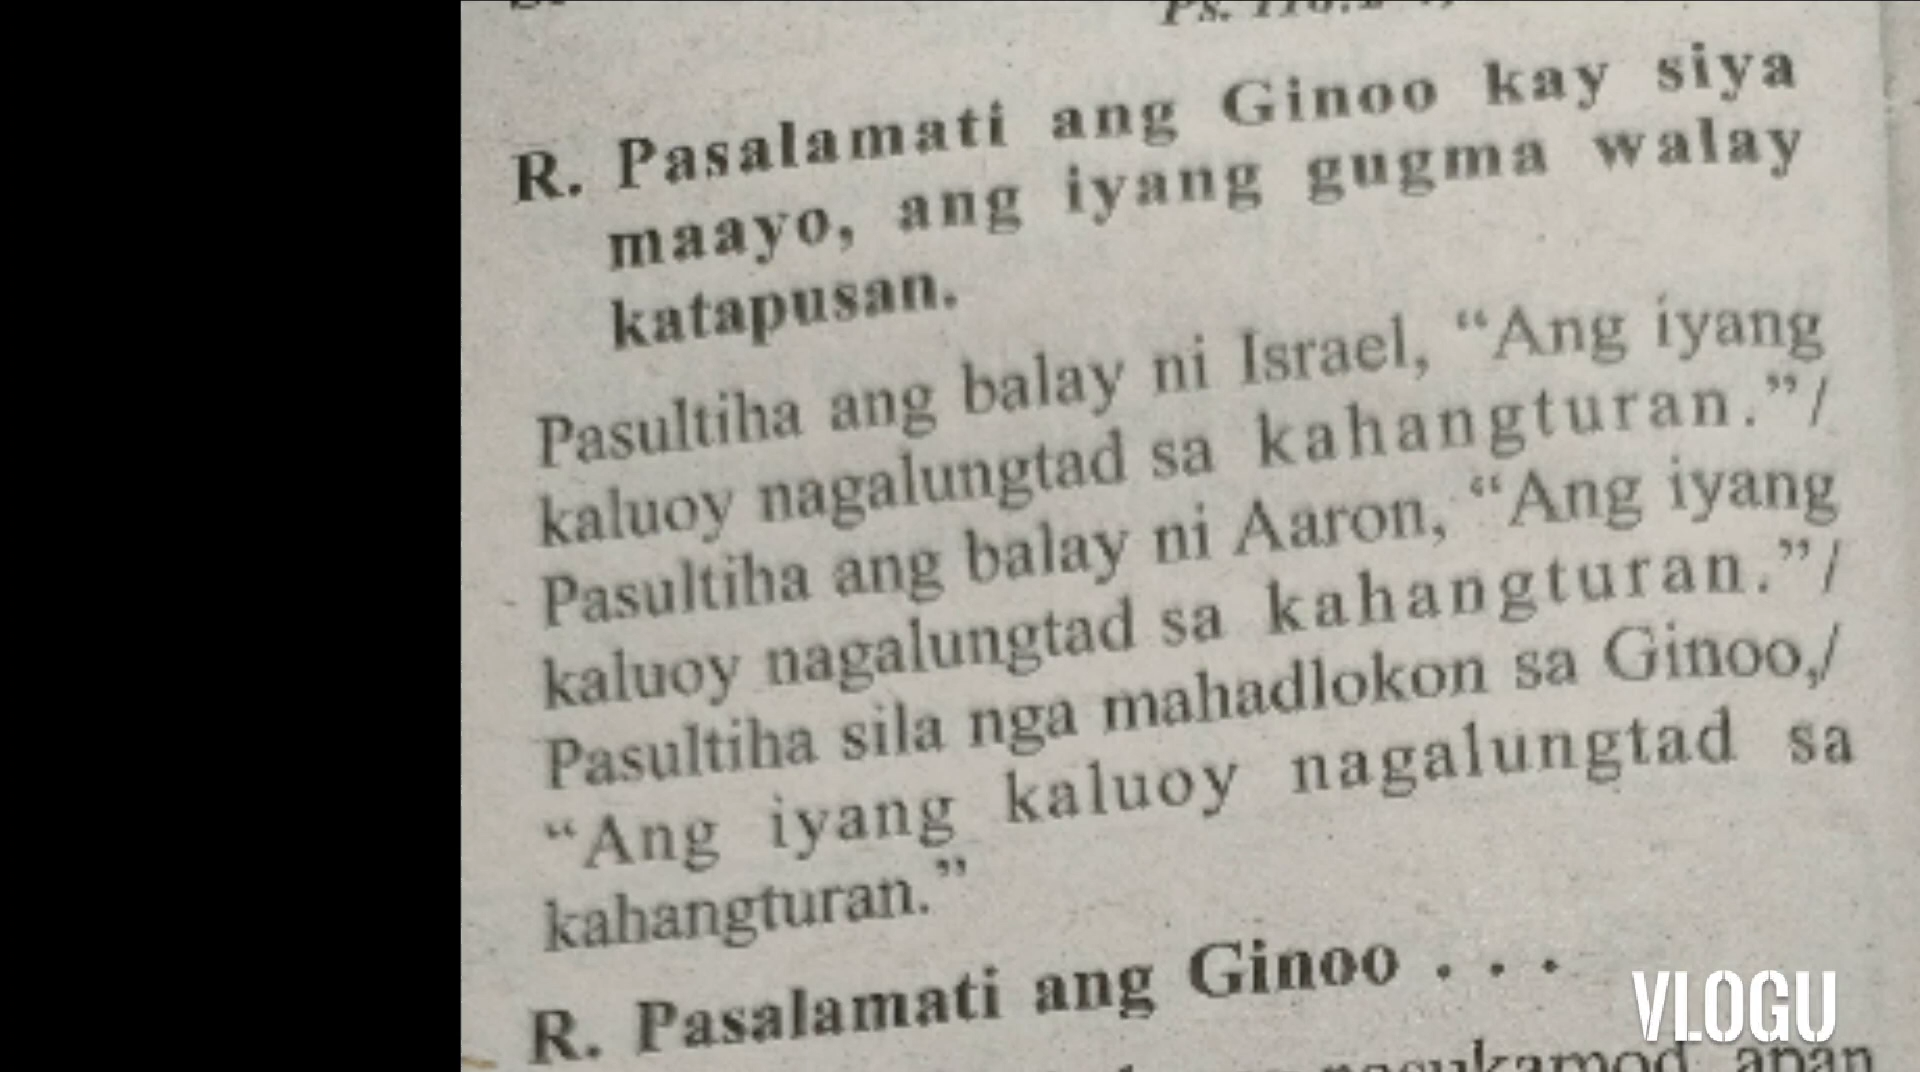 R. Pasalamati ang Ginoo kay siya
maayo, ang iyang gugma walay
katapusan.
Pasultiha ang balay ni Israel, “Ang iyang
kaluoy nagalungtad sa kahangturan.”/
Pasultiha ang balay ni Aaron, “Ang iyang
kaluoy nagalungtad sa kahangturan.”/
Pasultiha sila nga mahadlokon sa Ginoo,/
“Ang iyang kaluoy nagalungtad sa
kahangturan.”
R. Pasalamati ang Ginoo . . .
apan
VLOGU